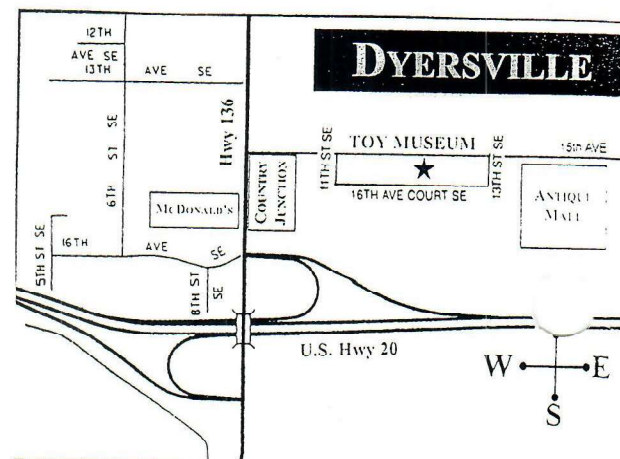 DYERSVILLE
12TH
AVE SE
13TH AVE SE
6TH ST SE
Hwy 136
TOY MUSEUM
11TH ST SE
13TH ST SE
15th AVE
16TH AVE COURT SE
COUNTRY
JUNCTION
MCDONALD'S
ANTIQUE
MALL
16TH AVE SE
5TH ST SE
8TH ST SE
U.S. Hwy 20
W E
S